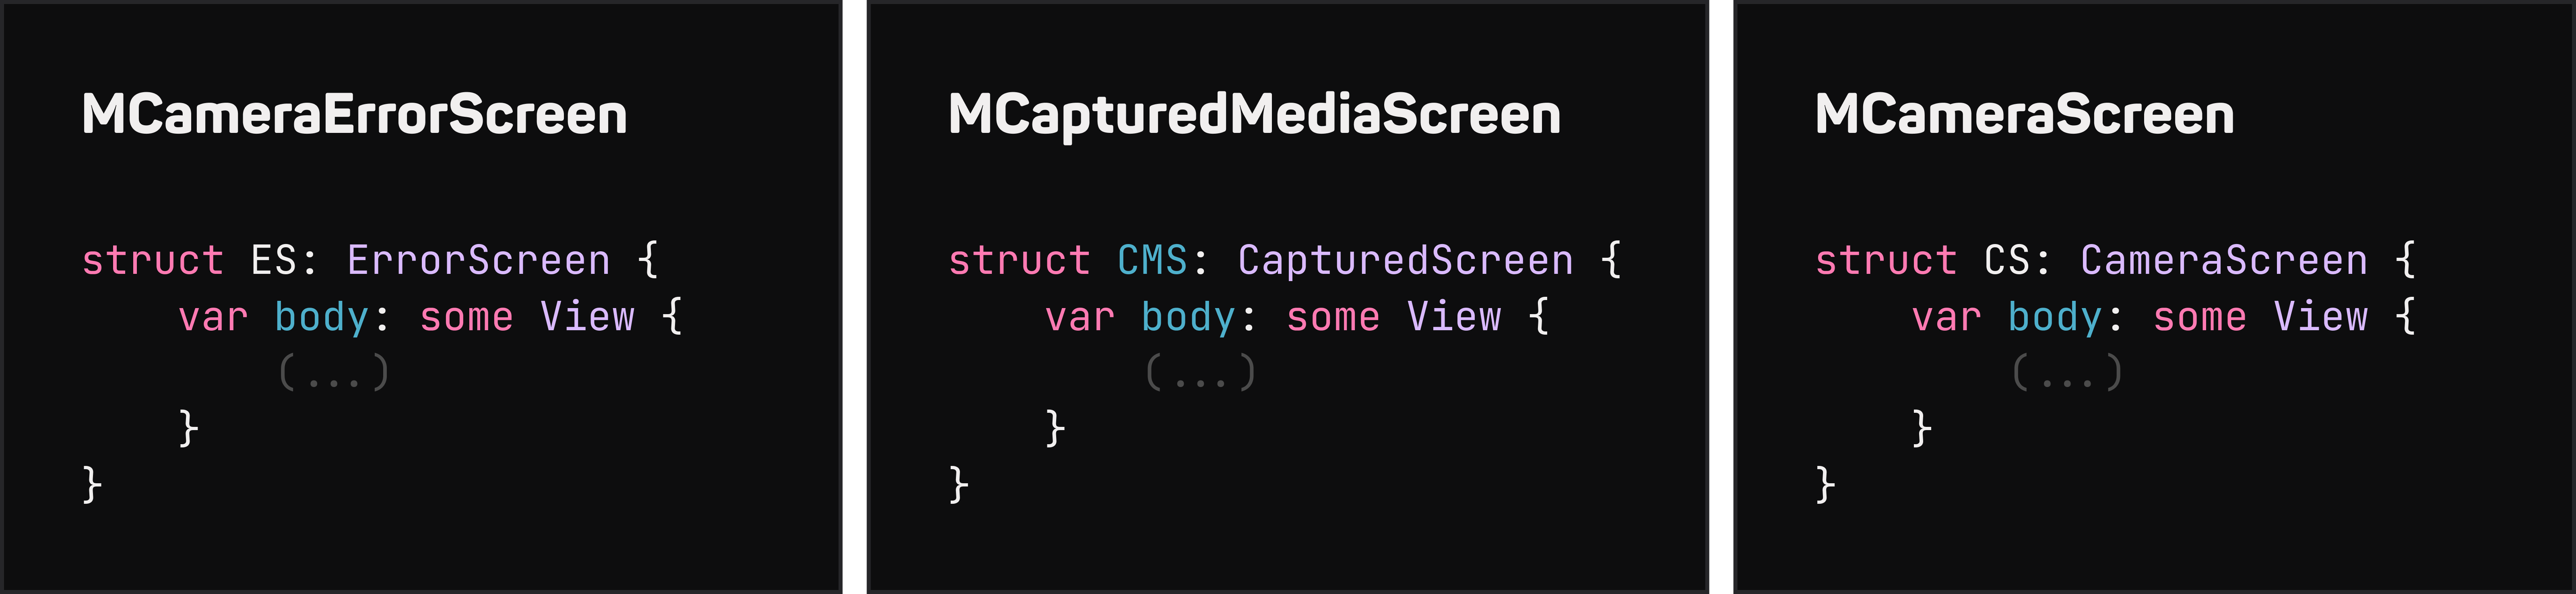 MCameraErrorScreen
struct ES: ErrorScreen {
    var body: some View {
        (...)
    }
}
MCapturedMediaScreen
struct CMS: CapturedScreen {
    var body: some View {
        (...)
    }
}
MCameraScreen
struct CS: CameraScreen {
    var body: some View {
        (...)
    }
}